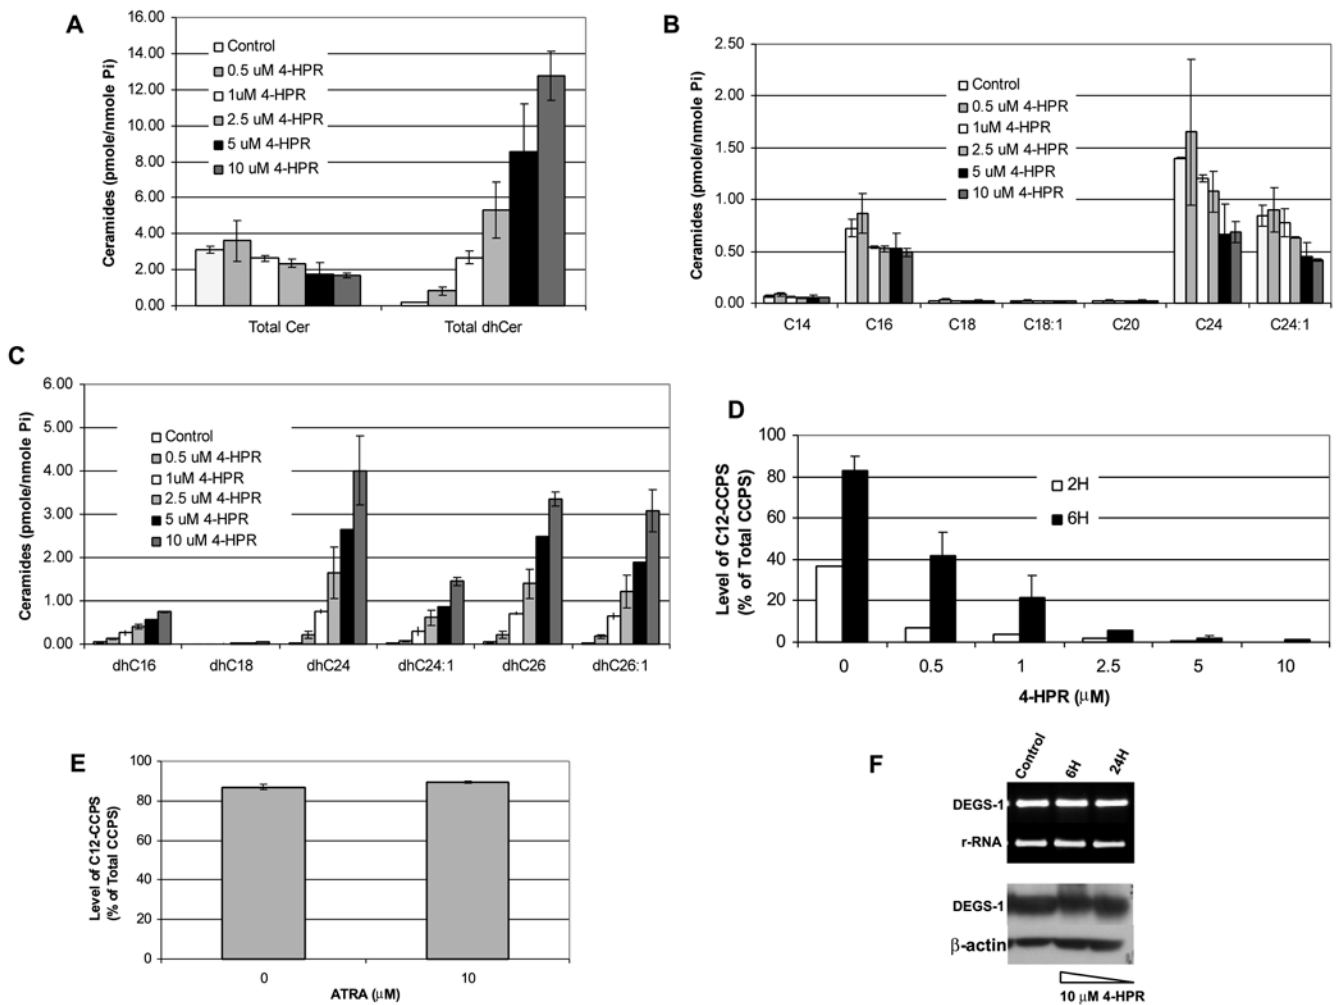 A
Ceramides (pmole/nmole Pi)
16.00
14.00
12.00
10.00
8.00
6.00
4.00
2.00
0.00
Control
0.5 uM 4-HPR
1uM 4-HPR
2.5 uM 4-HPR
5 uM 4-HPR
10 uM 4-HPR
Total Cer
Total dhCer
B
Ceramides (pmole/nmole Pi)
2.50
2.00
1.50
1.00
0.50
0.00
Control
0.5 uM 4-HPR
1uM 4-HPR
2.5 uM 4-HPR
5 uM 4-HPR
10 uM 4-HPR
C14
C16
C18
C18:1
C20
C24
C24:1
C
Ceramides (pmole/nmole Pi)
6.00
5.00
4.00
3.00
2.00
1.00
0.00
Control
0.5 uM 4-HPR
1uM 4-HPR
2.5 uM 4-HPR
5 uM 4-HPR
10 uM 4-HPR
dhC16
dhC18
dhC24
dhC24:1
dhC26
dhC26:1
D
Level of C12-CCPS
(% of Total CCPS)
100
80
60
40
20
0
2H
6H
0
0.5
1
2.5
5
10
4-HPR (μM)
E
Level of C12-CCPS
(% of Total CCPS)
100
80
60
40
20
0
0
10
ATRA (μM)
F
Control
6H
24H
DEGS-1
r-RNA
DEGS-1
β-actin
10 μM 4-HPR